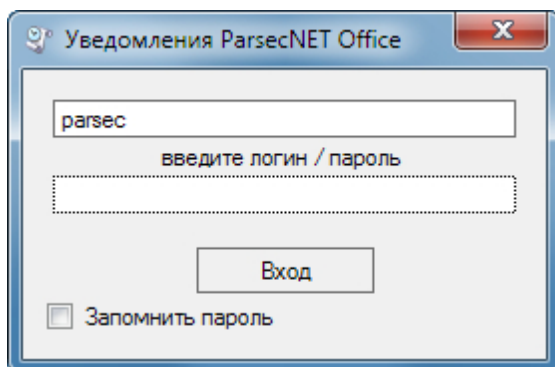 Уведомления ParsecNET Office
parsec
введите логин / пароль
Вход
Запомнить пароль